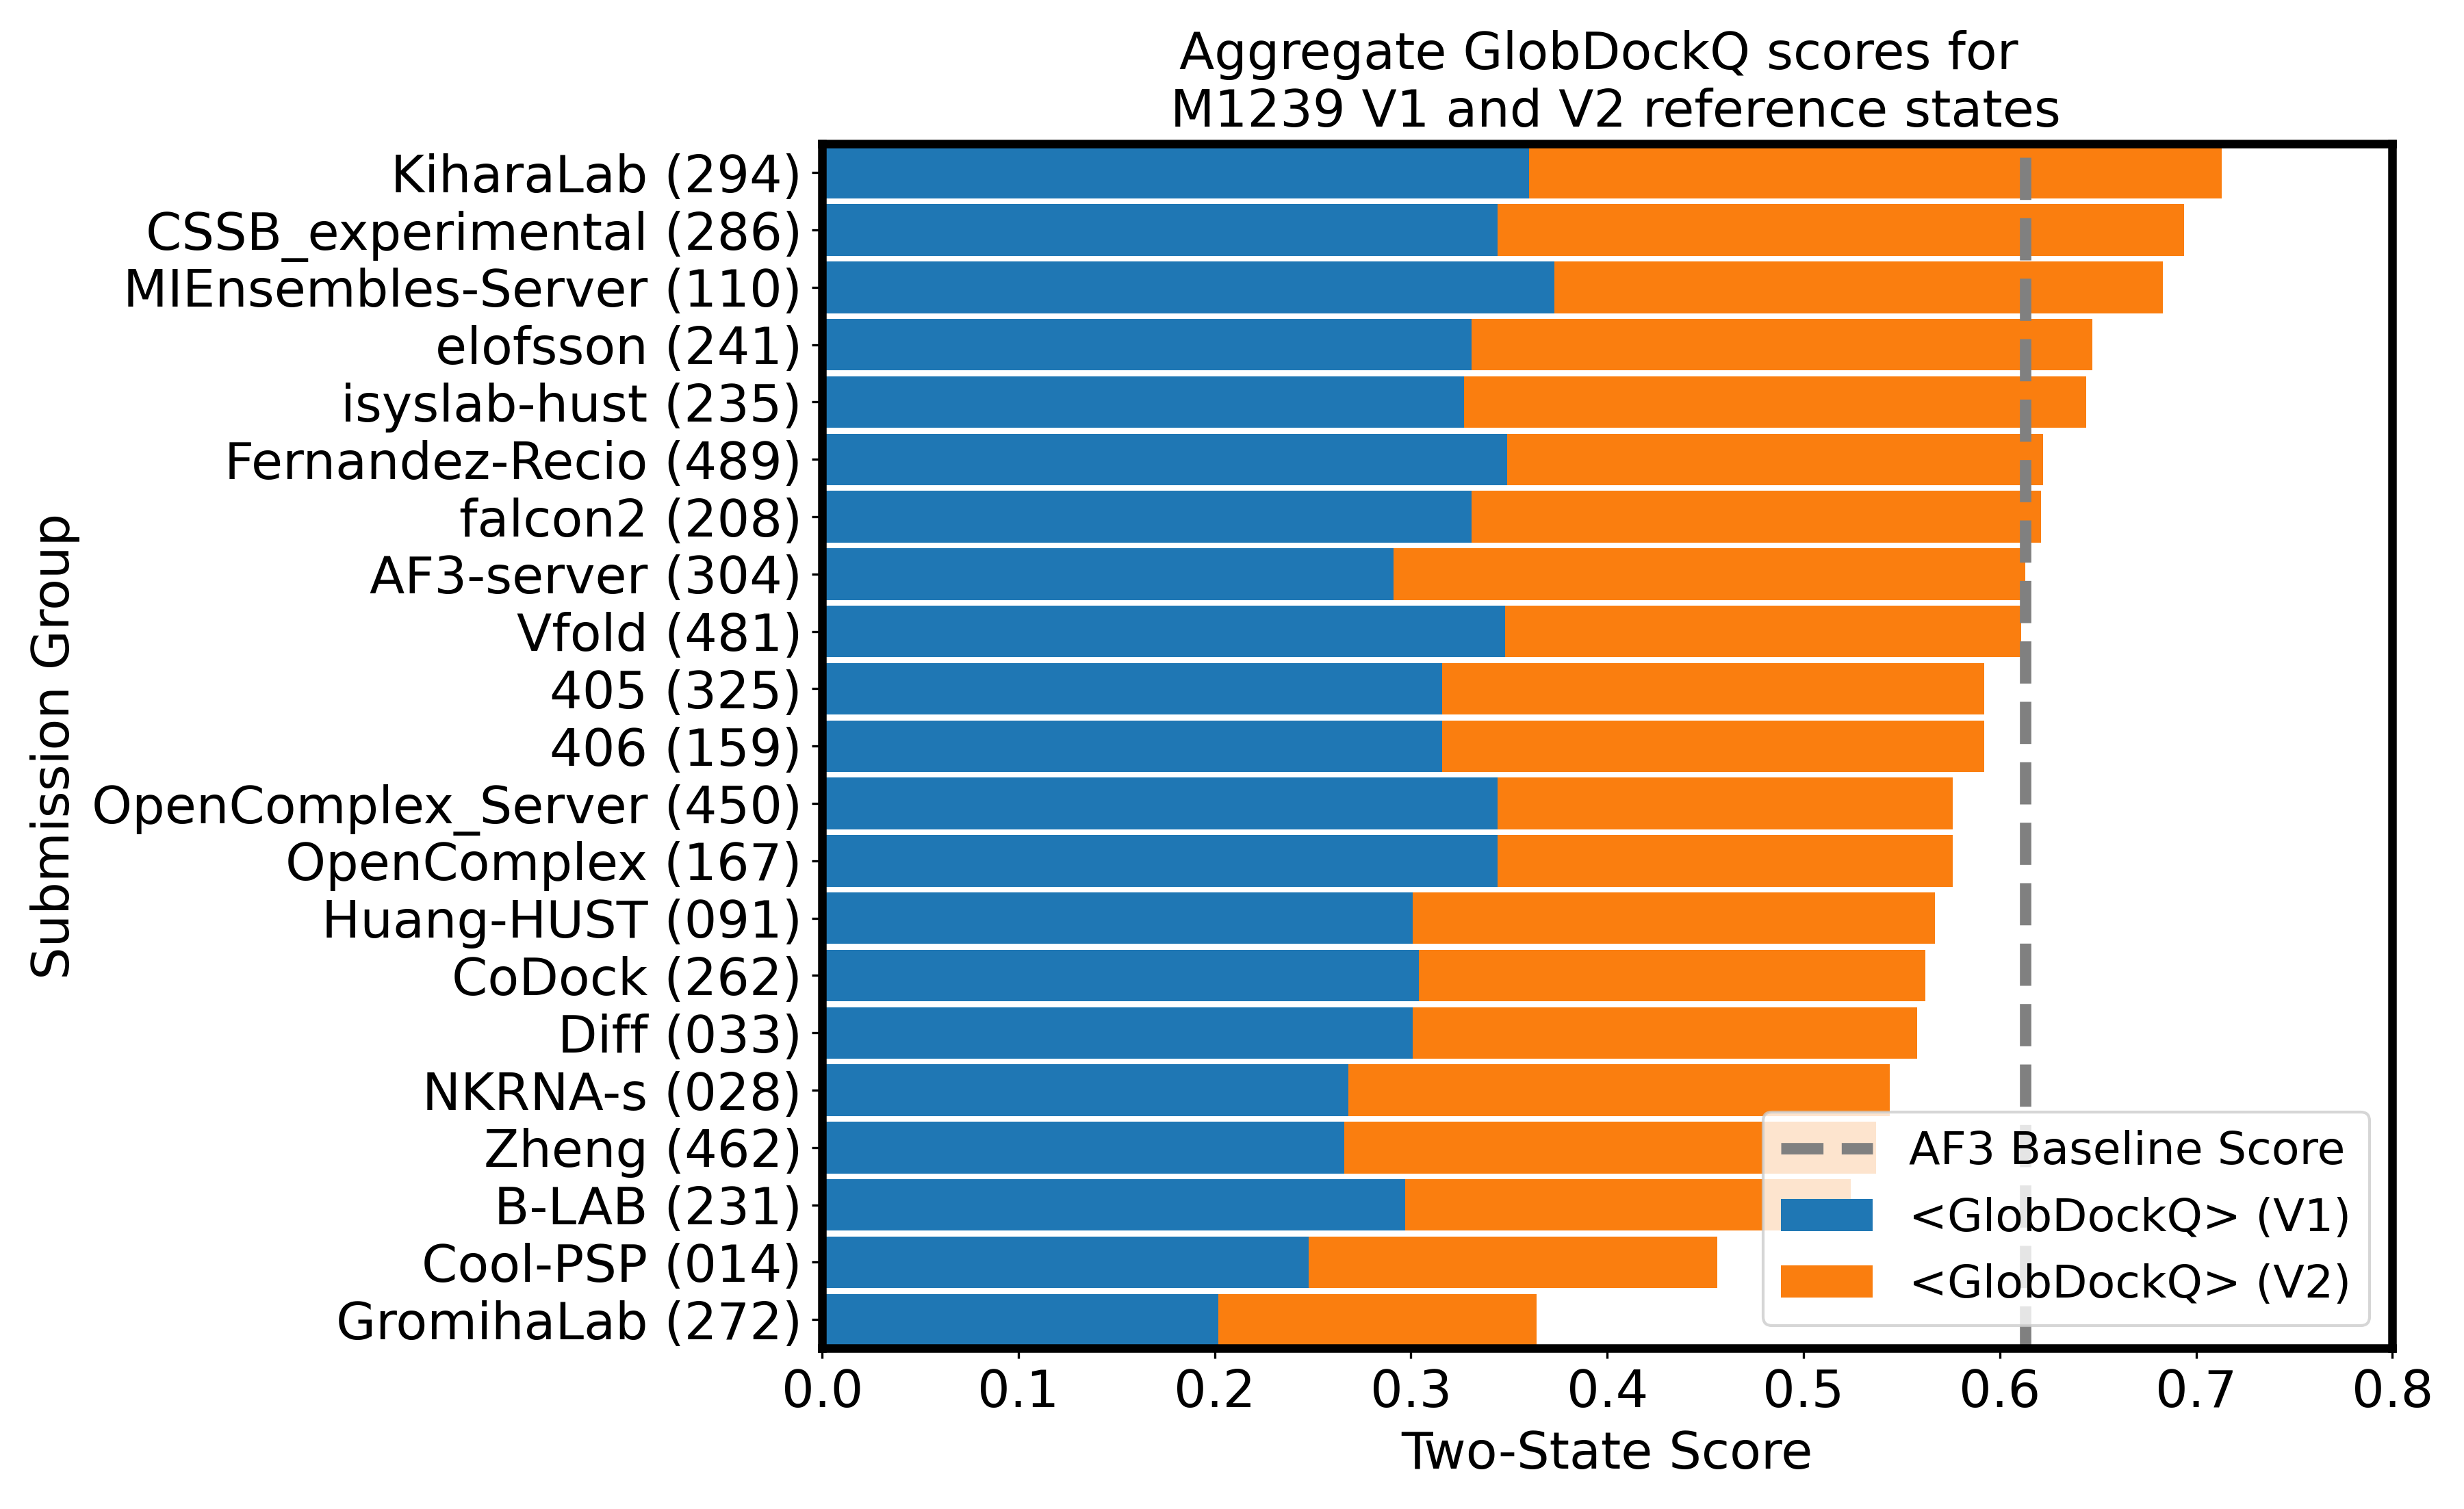 Aggregate GlobDockQ scores for
M1239 V1 and V2 reference states
Submission Group
KiharaLab (294)
CSSB_experimental (286)
MIEnsembles-Server (110)
elofsson (241)
isyslab-hust (235)
Fernandez-Recio (489)
falcon2 (208)
AF3-server (304)
Vfold (481)
405 (325)
406 (159)
OpenComplex_Server (450)
OpenComplex (167)
Huang-HUST (091)
CoDock (262)
Diff (033)
NKRNA-s (028)
Zheng (462)
B-LAB (231)
Cool-PSP (014)
GromihaLab (272)
AF3 Baseline Score
<GlobDockQ> (V1)
<GlobDockQ> (V2)
0.0 0.1 0.2 0.3 0.4 0.5 0.6 0.7 0.8
Two-State Score